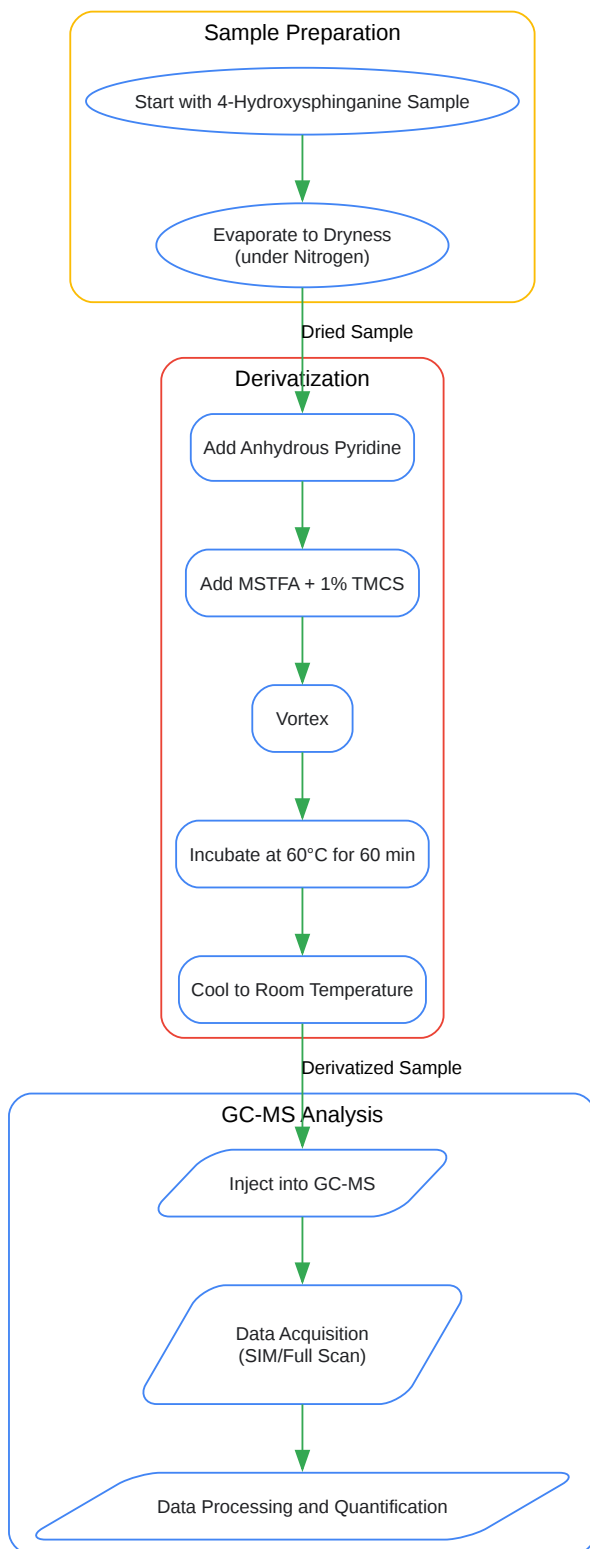 Sample Preparation
Start with 4-Hydroxysphinganine Sample
Evaporate to Dryness
(under Nitrogen)
Dried Sample
Derivatization
Add Anhydrous Pyridine
Add MSTFA + 1% TMCS
Vortex
Incubate at 60°C for 60 min
Cool to Room Temperature
Derivatized Sample
GC-MS Analysis
Inject into GC-MS
Data Acquisition
(SIM/Full Scan)
Data Processing and Quantification